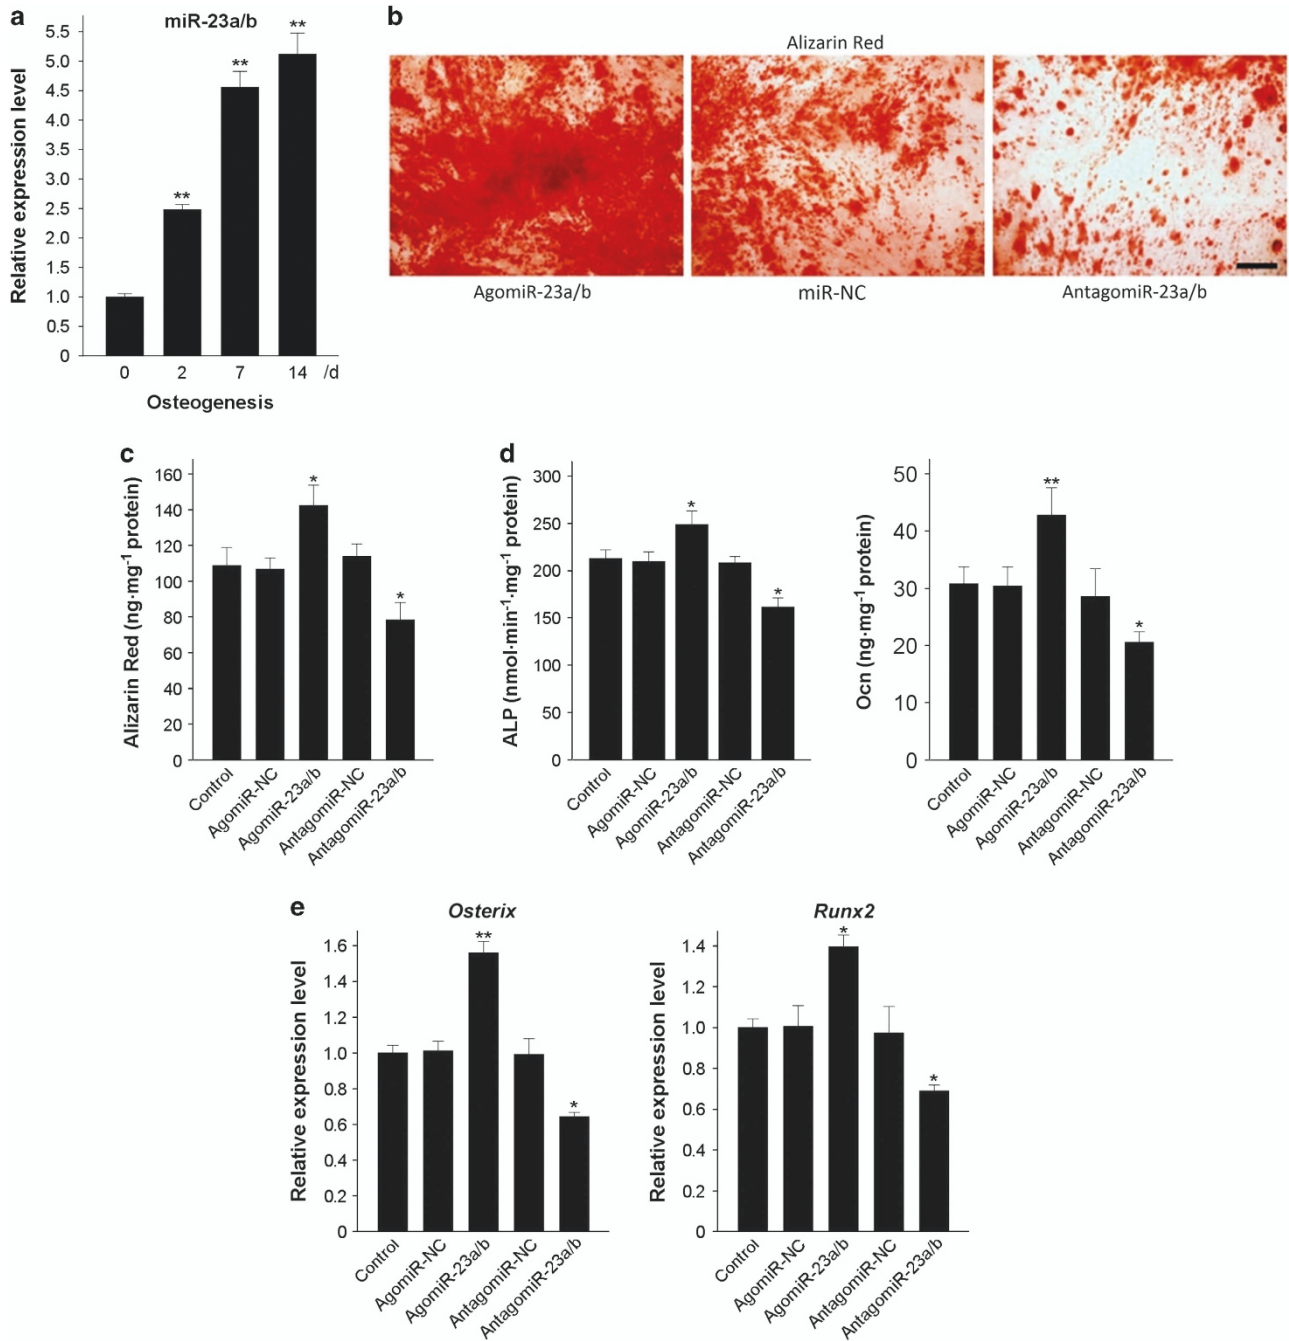 a
miR-23a/b
Relative expression level
5.5
5.0
4.5
4.0
3.5
3.0
2.5
2.0
1.5
1.0
0.5
0
**
**
**
0 2 7 14 /d
Osteogenesis
b
Alizarin Red
AgomiR-23a/b
miR-NC
AntagomiR-23a/b
c
Alizarin Red (ng·mg-1 protein)
160
140
120
100
80
60
40
20
0
*
*
Control
AgomiR-NC
AgomiR-23a/b
AntagomiR-NC
AntagomiR-23a/b
d
ALP (nmol·min-1·mg-1 protein)
300
250
200
150
100
50
0
*
*
Control
AgomiR-NC
AgomiR-23a/b
AntagomiR-NC
AntagomiR-23a/b
Ocn (ng·mg-1 protein)
50
40
30
20
10
0
**
*
Control
AgomiR-NC
AgomiR-23a/b
AntagomiR-NC
AntagomiR-23a/b
e
Osterix
Relative expression level
1.6
1.4
1.2
1.0
0.8
0.6
0.4
0.2
0
**
*
Control
AgomiR-NC
AgomiR-23a/b
AntagomiR-NC
AntagomiR-23a/b
Runx2
Relative expression level
1.4
1.2
1.0
0.8
0.6
0.4
0.2
0
*
*
Control
AgomiR-NC
AgomiR-23a/b
AntagomiR-NC
AntagomiR-23a/b